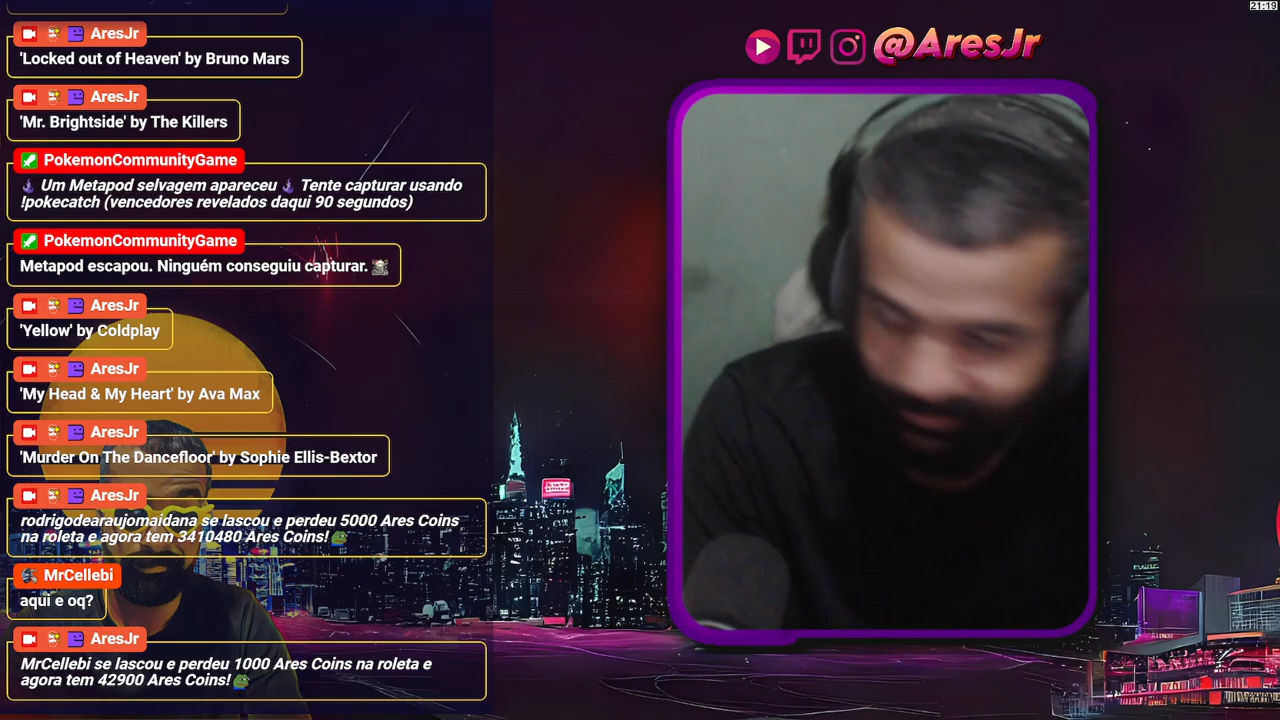 21:19
@AresJr
AresJr
'Locked out of Heaven' by Bruno Mars
AresJr
'Mr. Brightside' by The Killers
PokemonCommunityGame
Um Metapod selvagem apareceu Tente capturar usando
!pokecatch (vencedores revelados daqui 90 segundos)
PokemonCommunityGame
Metapod escapou. Ninguém conseguiu capturar.
AresJr
'Yellow' by Coldplay
AresJr
'My Head & My Heart' by Ava Max
AresJr
'Murder On The Dancefloor' by Sophie Ellis-Bextor
AresJr
rodrigodearaujomaidana se lascou e perdeu 5000 Ares Coins
na roleta e agora tem 3410480 Ares Coins!
MrCellebi
aqui e oq?
AresJr
MrCellebi se lascou e perdeu 1000 Ares Coins na roleta e
agora tem 42900 Ares Coins!